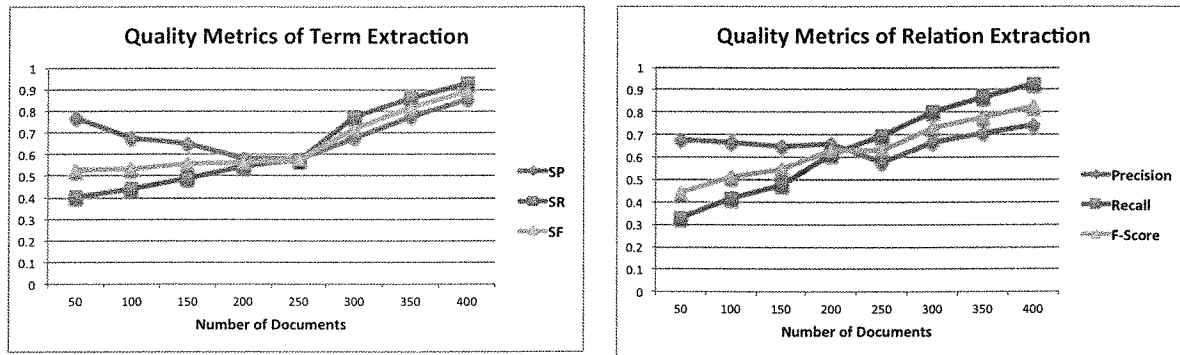 Quality Metrics of Term Extraction
1
0.9
0.8
0.7
0.6
0.5
0.4
0.3
0.2
0.1
0
50 100 150 200 250 300 350 400
Number of Documents
SP
SR
SF
Quality Metrics of Relation Extraction
1
0.9
0.8
0.7
0.6
0.5
0.4
0.3
0.2
0.1
0
50 100 150 200 250 300 350 400
Number of Documents
Precision
Recall
F-Score